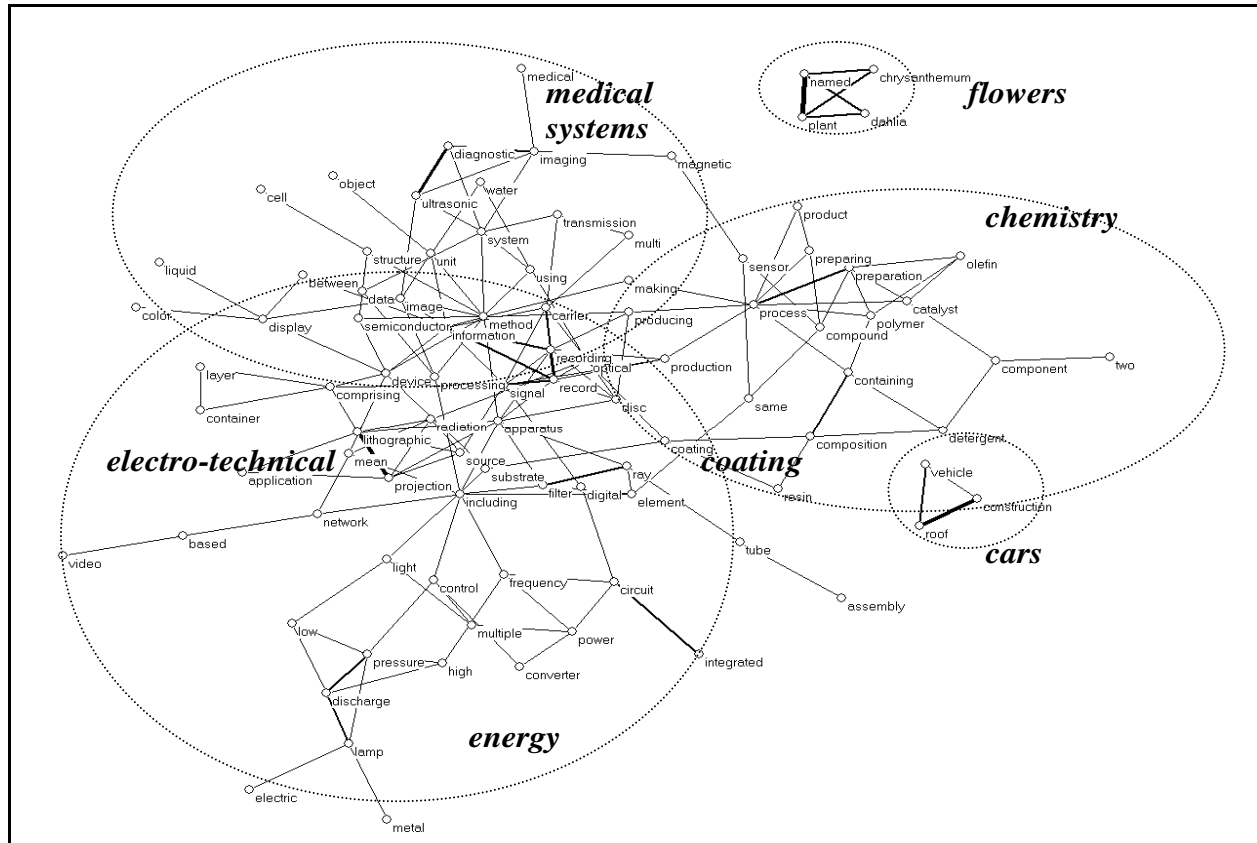 medical
chrysanthemum
named
medical
systems
flowers
plant
dahlia
diagnostic
imaging
magnetic
object
cell
ultrasonic
water
product
chemistry
transmission
system
multi
structure
unit
preparing
olefin
liquid
sensor
preparation
between
using
making
data
image
process
catalyst
color
carrier
polymer
display
semiconductor
method
producing
information
compound
recording
optical
production
component
two
layer
device
processing
record
containing
comprising
signal
container
disc
same
radiation
apparatus
lithographic
composition
detergent
mean
coating
electro-technical
source
coating
vehicle
application
projection
substrate
ray
filter
digital
element
resin
construction
including
network
roof
based
cars
video
tube
light
control
frequency
circuit
assembly
low
multiple
power
pressure
high
converter
integrated
discharge
energy
lamp
electric
metal